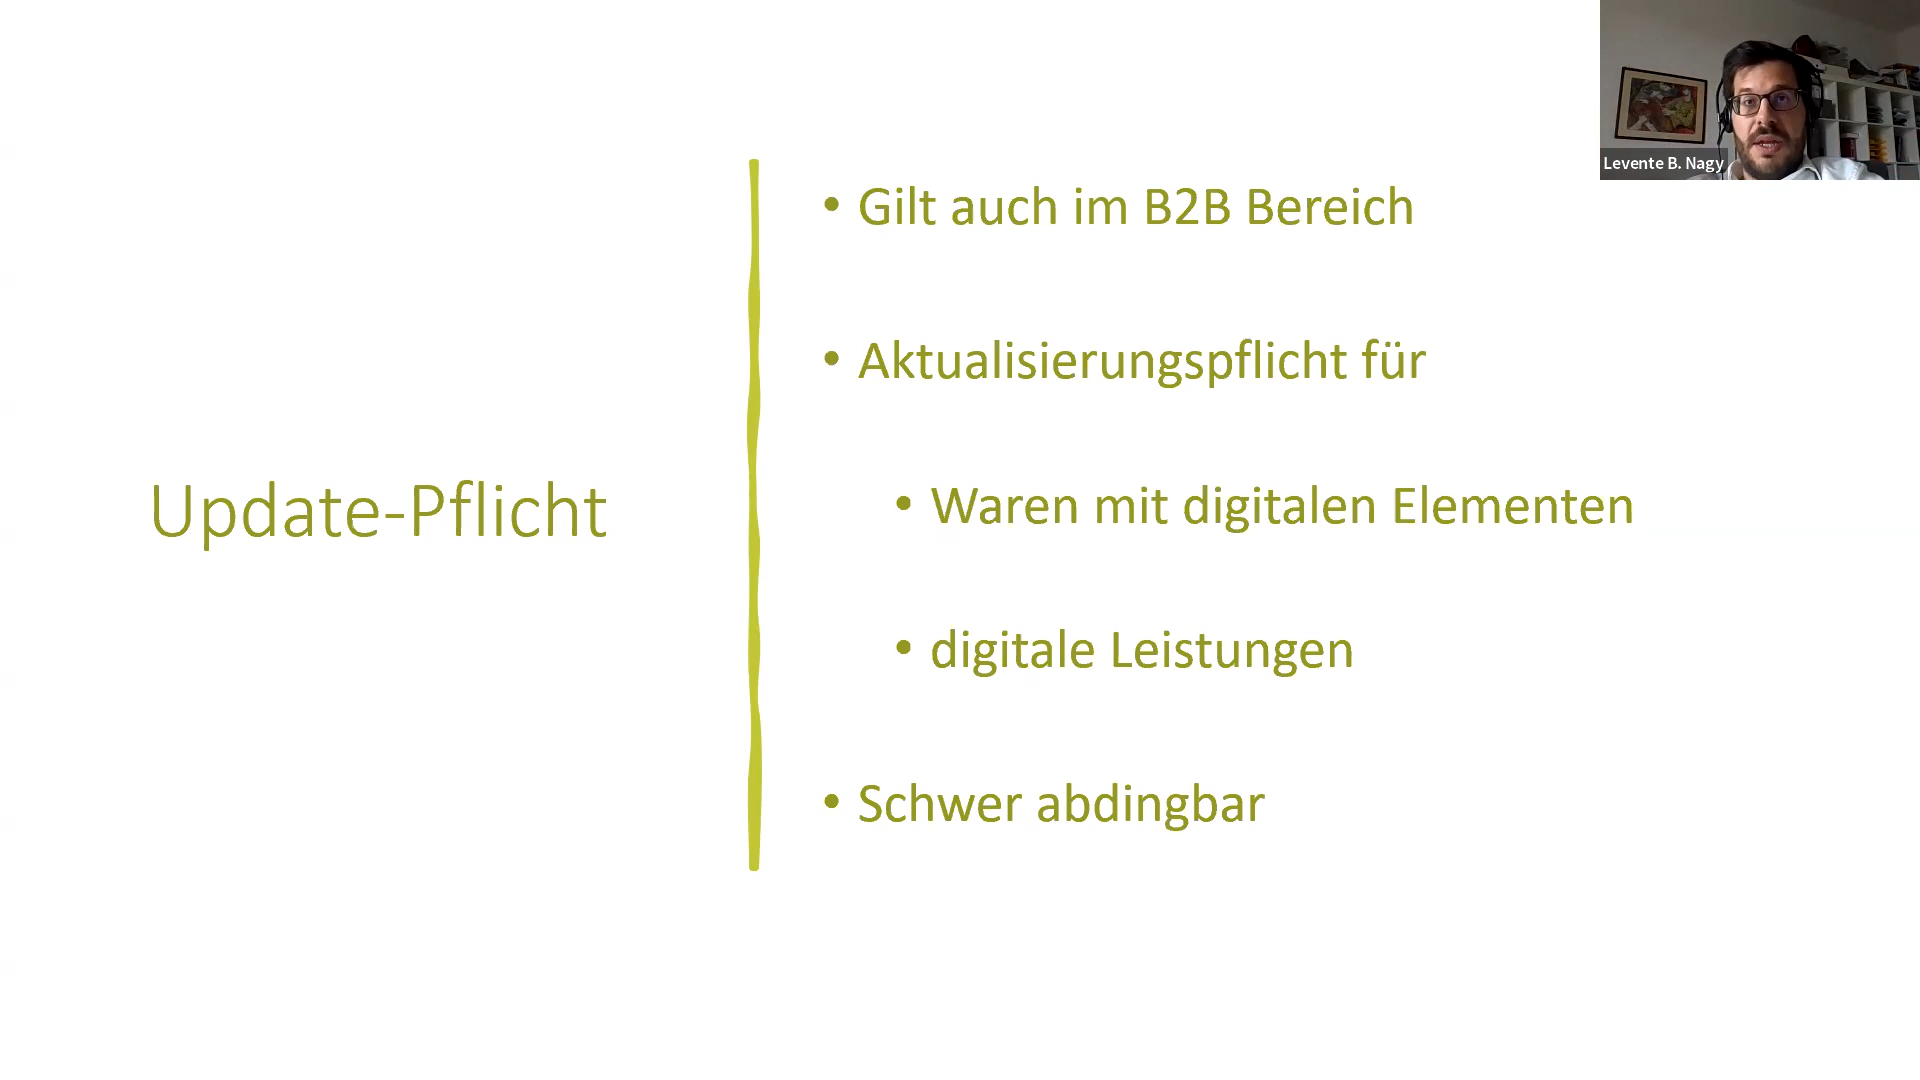 Levente B. Nagy
Update-Pflicht
• Gilt auch im B2B Bereich
• Aktualisierungspflicht für
• Waren mit digitalen Elementen
• digitale Leistungen
• Schwer abdingbar